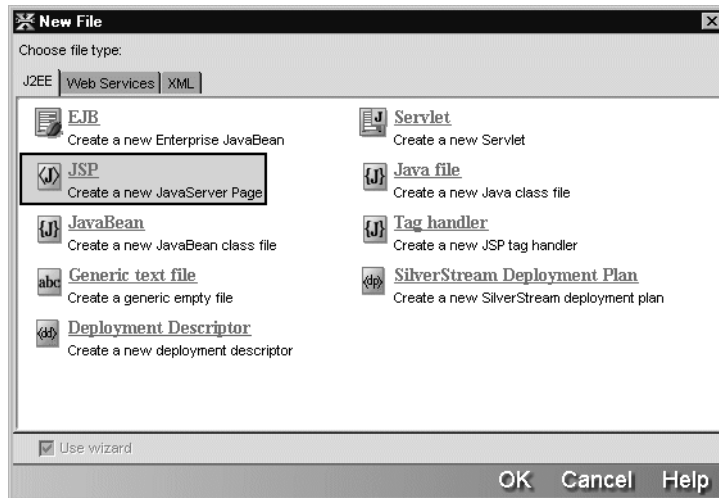 New File
Choose file type:
J2EE Web Services XML
EJB
Create a new Enterprise JavaBean
Servlet
Create a new Servlet
JSP
Create a new JavaServer Page
Java file
Create a new Java class file
JavaBean
Create a new JavaBean class file
Tag handler
Create a new JSP tag handler
Generic text file
Create a generic empty file
SilverStream Deployment Plan
Create a new SilverStream deployment plan
Deployment Descriptor
Create a new deployment descriptor
Use wizard
OK Cancel Help